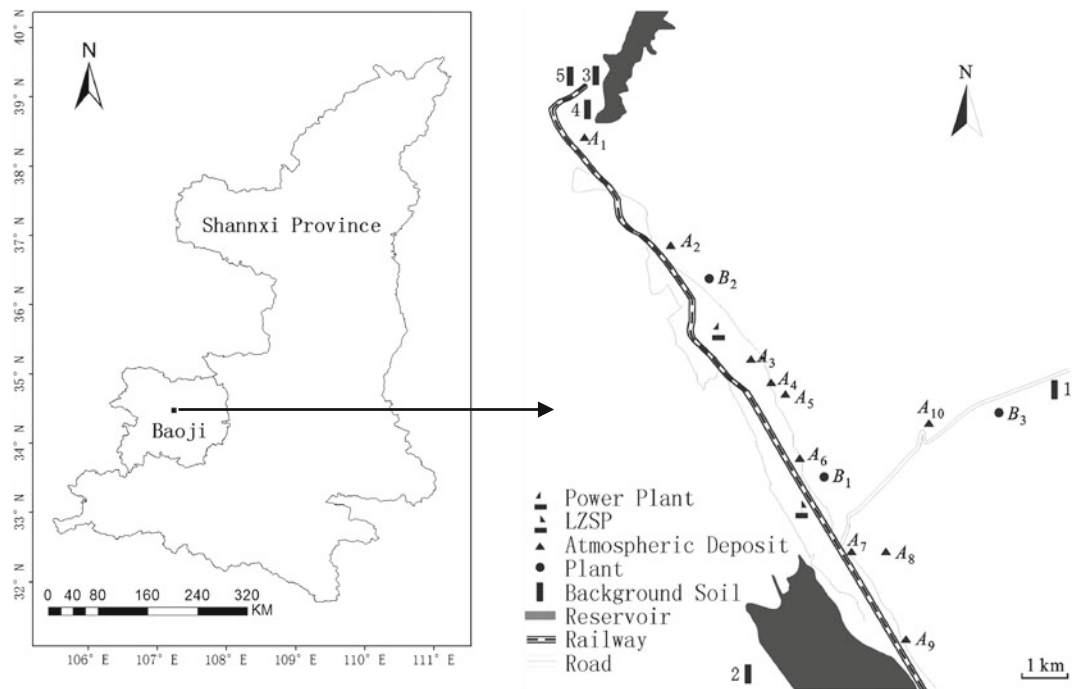 40° N
39° N
38° N
37° N
36° N
35° N
34° N
33° N
32° N
N
Shannxi Province
Baoji
0 40 80 160 240 320
KM
106° E 107° E 108° E 109° E 110° E 111° E
N
5 3
4
A1
A2
B2
A3
A4
A5
1
A10
B3
A6
B1
A7
A8
A9
2
Power Plant
LZSP
Atmospheric Deposit
Plant
Background Soil
Reservoir
Railway
Road
1 km